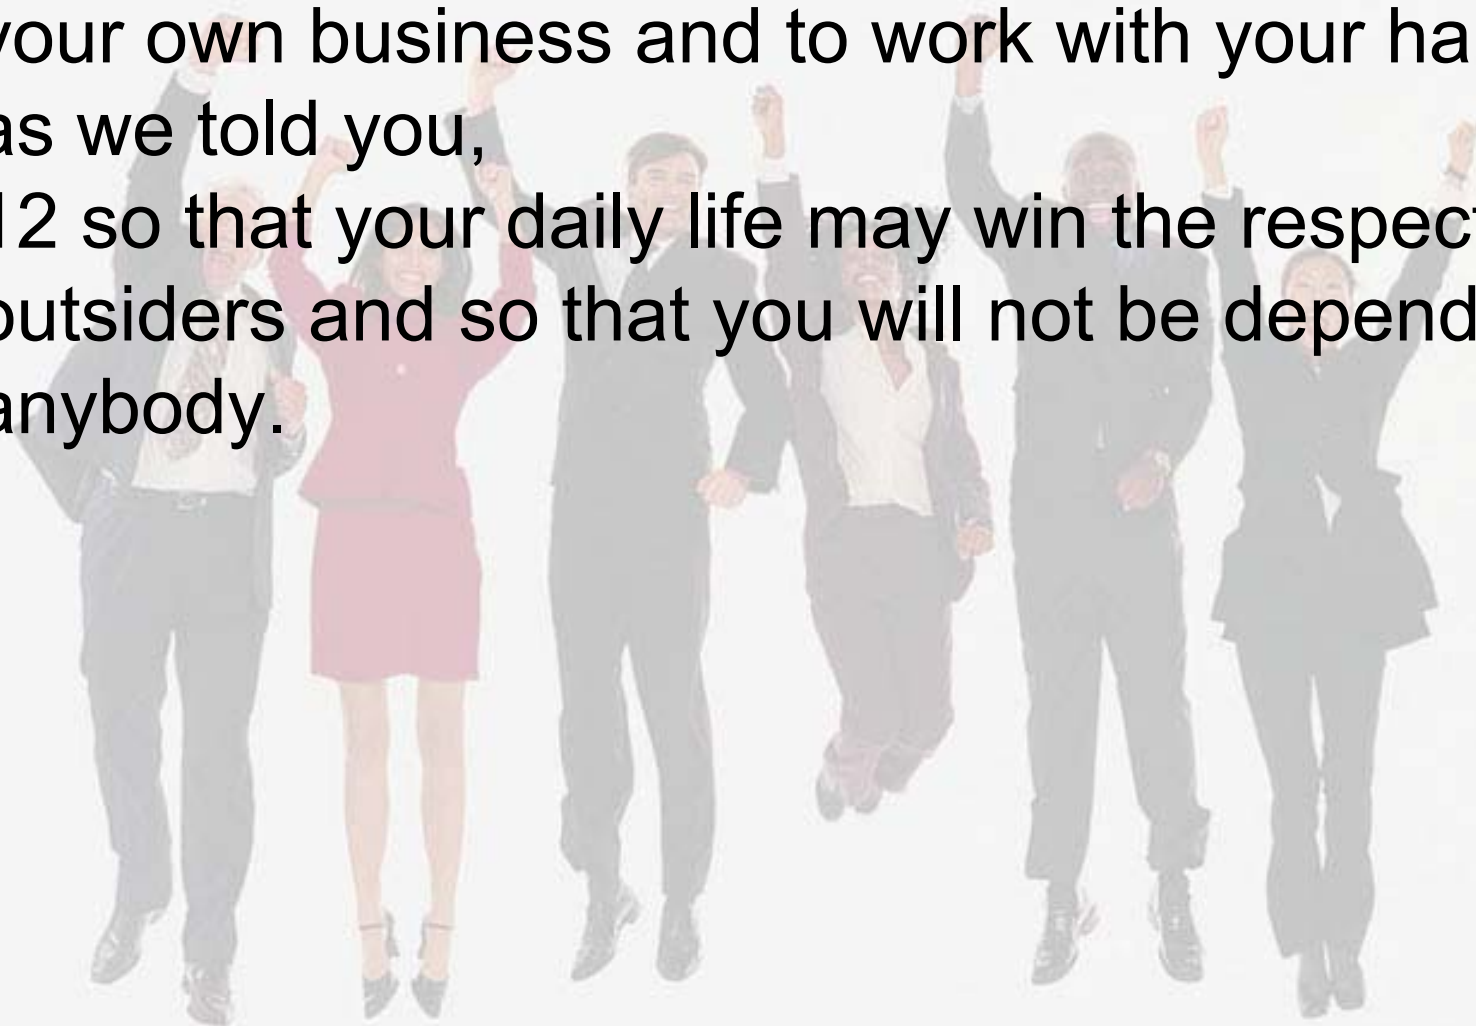 your own business and to work with your ha
as we told you,
12 so that your daily life may win the respect
outsiders and so that you will not be depend
anybody.